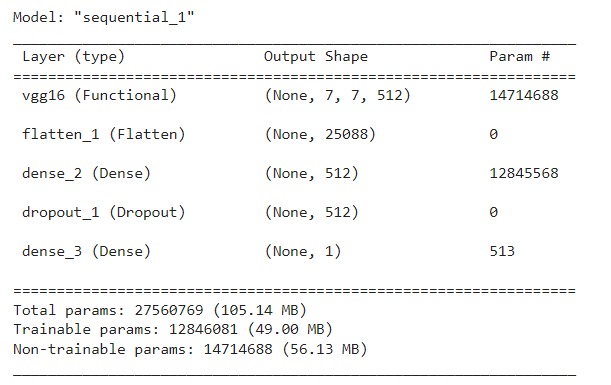 Model: "sequential_1"
_________________________________________________________________
Layer (type) Output Shape Param #
=================================================================
vgg16 (Functional) (None, 7, 7, 512) 14714688
flatten_1 (Flatten) (None, 25088) 0
dense_2 (Dense) (None, 512) 12845568
dropout_1 (Dropout) (None, 512) 0
dense_3 (Dense) (None, 1) 513
=================================================================
Total params: 27560769 (105.14 MB)
Trainable params: 12846081 (49.00 MB)
Non-trainable params: 14714688 (56.13 MB)
_________________________________________________________________